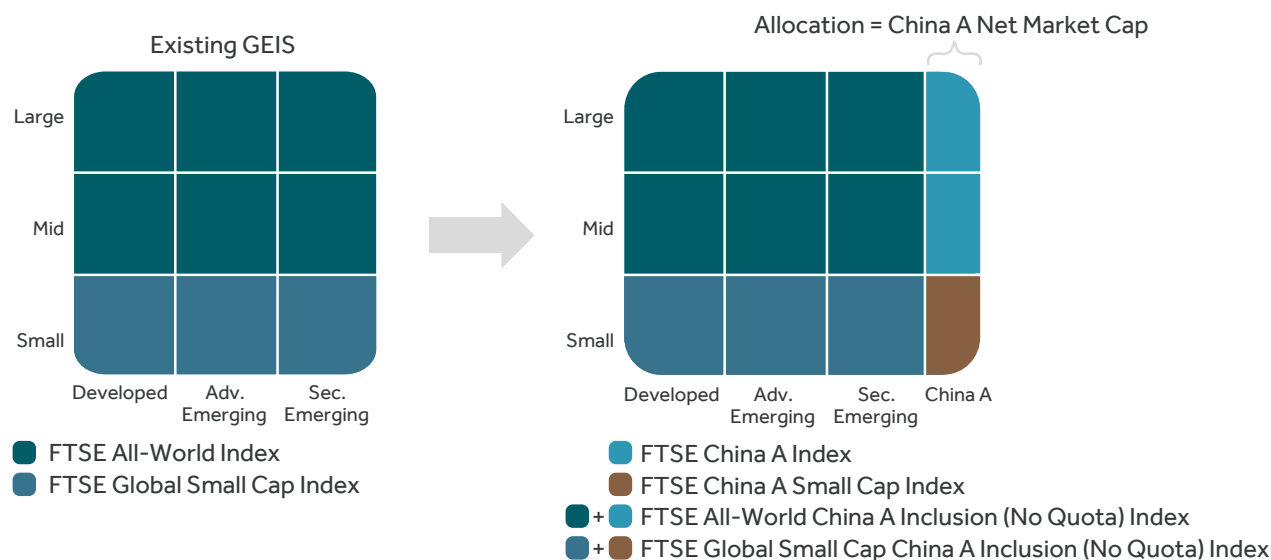 Allocation = China A Net Market Cap
Existing GEIS
Large
Mid
Small
Developed
Adv.
Emerging
Sec.
Emerging
FTSE All-World Index
FTSE Global Small Cap Index
Large
Mid
Small
Developed
Adv.
Emerging
Sec.
Emerging
China A
FTSE China A Index
FTSE China A Small Cap Index
+ FTSE All-World China A Inclusion (No Quota) Index
+ FTSE Global Small Cap China A Inclusion (No Quota) Index